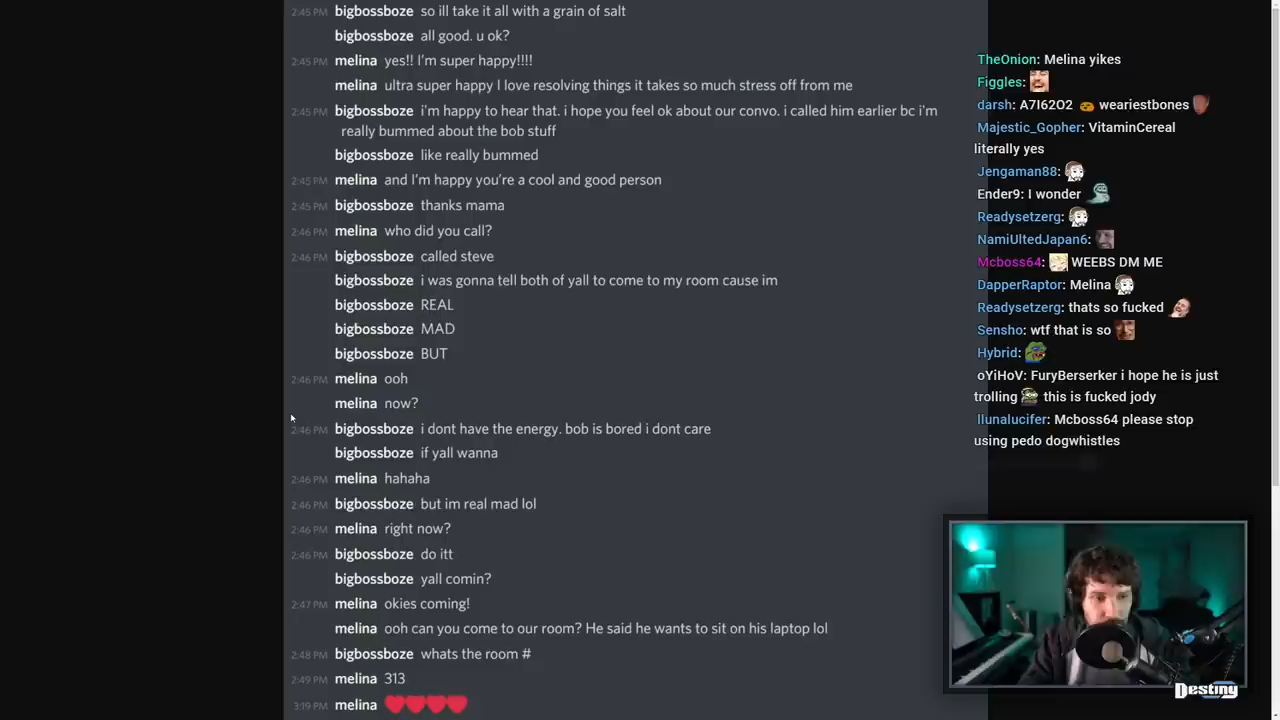 2:45 PM bigbossboze so ill take it all with a grain of salt
bigbossboze all good. u ok?
2:45 PM melina yes!! I'm super happy!!!!
melina ultra super happy I love resolving things it takes so much stress off from me
2:45 PM bigbossboze i'm happy to hear that. i hope you feel ok about our convo. i called him earlier bc i'm
really bummed about the bob stuff
bigbossboze like really bummed
2:45 PM melina and I'm happy you're a cool and good person
2:45 PM bigbossboze thanks mama
2:46 PM melina who did you call?
2:46 PM bigbossboze called steve
bigbossboze i was gonna tell both of yall to come to my room cause im
bigbossboze REAL
bigbossboze MAD
bigbossboze BUT
2:46 PM melina ooh
melina now?
2:46 PM bigbossboze i dont have the energy. bob is bored i dont care
bigbossboze if yall wanna
2:46 PM melina hahaha
2:46 PM bigbossboze but im real mad lol
2:46 PM melina right now?
2:46 PM bigbossboze do itt
bigbossboze yall comin?
2:47 PM melina okies coming!
melina ooh can you come to our room? He said he wants to sit on his laptop lol
2:48 PM bigbossboze whats the room #
2:49 PM melina 313
3:19 PM melina ❤️❤️❤️❤️
TheOnion: Melina yikes
Figgles:
darsh: A7I62O2 weariestbones
Majestic_Gopher: VitaminCereal
literally yes
Jengaman88:
Ender9: I wonder
Readysetzerg:
NamiUltedJapan6:
Mcboss64: WEEBS DM ME
DapperRaptor: Melina
Readysetzerg: thats so fucked
Sensho: wtf that is so
Hybrid:
oYiHoV: FuryBerserker i hope he is just
trolling this is fucked jody
llunalucifer: Mcboss64 please stop
using pedo dogwhistles
Destiny